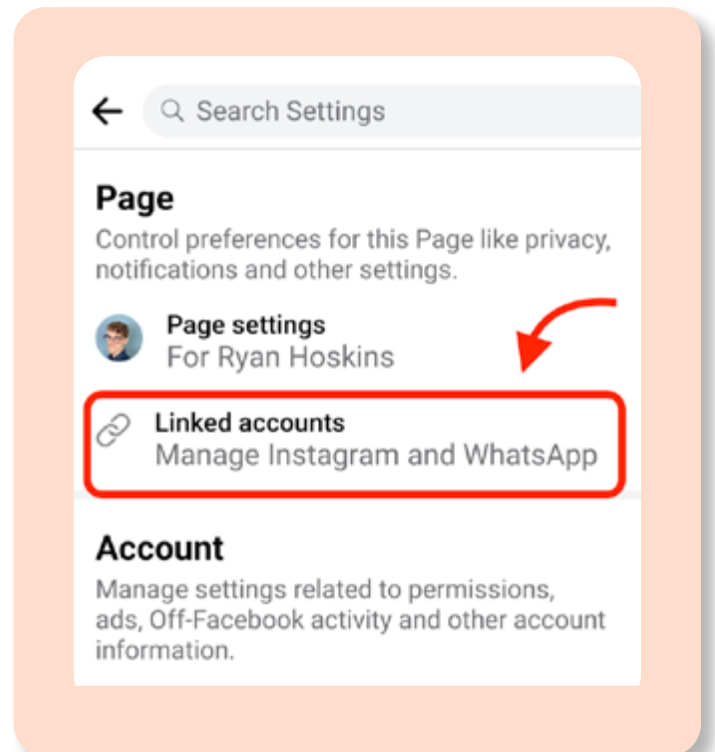 Search Settings
Page
Control preferences for this Page like privacy,
notifications and other settings.
Page settings
For Ryan Hoskins
Linked accounts
Manage Instagram and WhatsApp
Account
Manage settings related to permissions,
ads, Off-Facebook activity and other account
information.